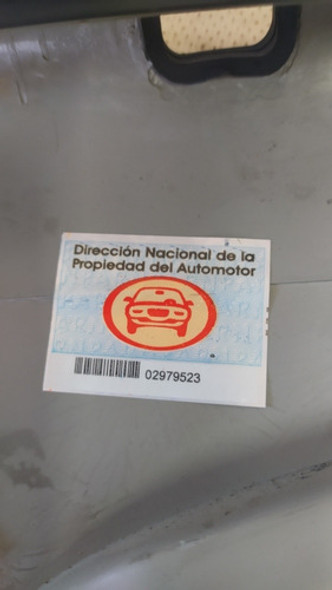 Dirección Nacional de la
Propiedad del Automotor
02979523